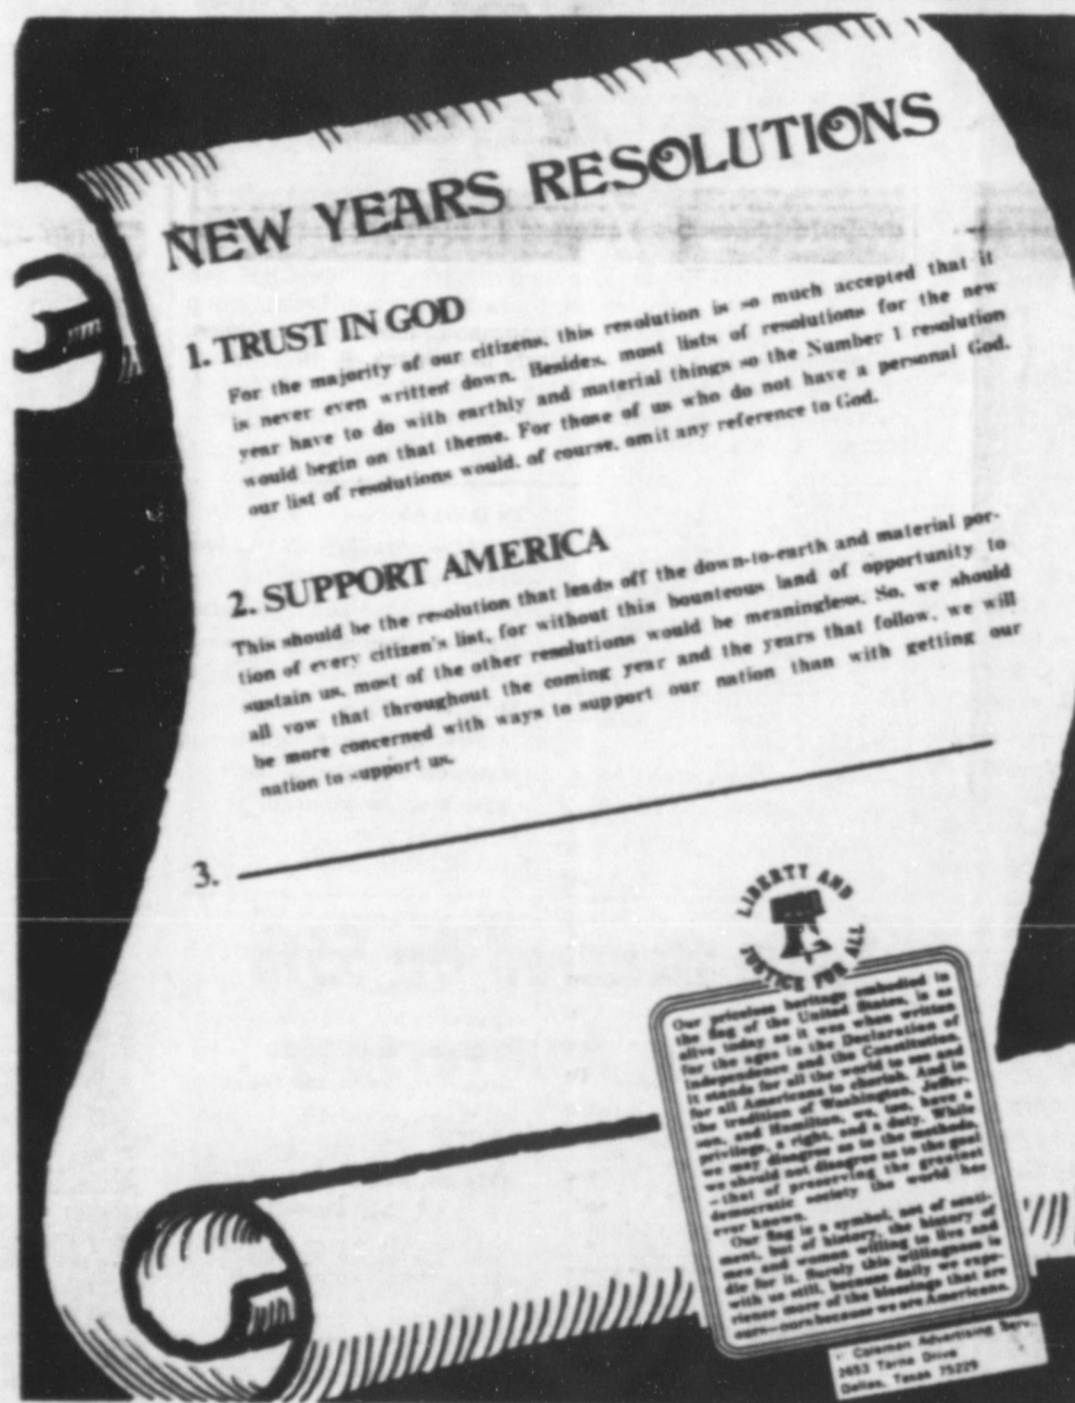 NEW YEARS RESOLUTIONS
1. TRUST IN GOD
For the majority of our citizens, this resolution is so much accepted that it
is never even written down. Besides, most lists of resolutions for the new
year have to do with earthly and material things so the Number 1 resolution
would begin on that theme. For those of us who do not have a personal God,
our list of resolutions would, of course, omit any reference to God.
2. SUPPORT AMERICA
This should be the resolution that leads off the down-to-earth and material por-
tion of every citizen's list, for without this bounteous land of opportunity to
sustain us, most of the other resolutions would be meaningless. So, we should
all vow that throughout the coming year and the years that follow, we will
be more concerned with ways to support our nation than with getting our
nation to support us.
3.
LIBERTY AND
JUSTICE FOR ALL
Our priceless heritage embodied in
the flag of the United States, is as
alive today as it was when written
for the ages in the Declaration of
Independence and the Constitution.
It stands for all the world to see and
for all Americans to cherish. And in
the tradition of Washington, Jeffer-
son, and Hamilton, we, too, have a
privilege, a right, and a duty. While
we may disagree as to the methods,
we should not disagree as to the goal
—that of preserving the greatest
democratic society the world has
ever known.
Our flag is a symbol, not of senti-
ment, but of history, the history of
men and women willing to live and
die for it. Surely this willingness is
with us still, because daily we expe-
rience more of the blessings that are
ours—ours because we are Americans.
Coleman Advertising Serv.
2653 Tarna Drive
Dallas, Texas 75229